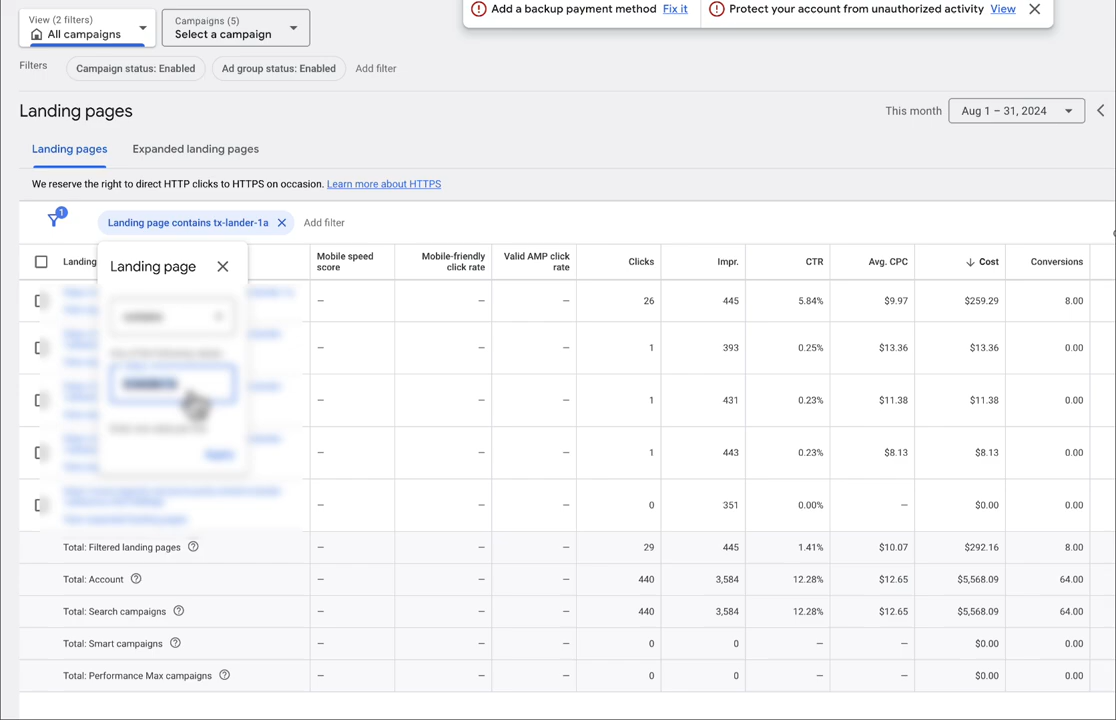 View (2 filters)
All campaigns
Campaigns (5)
Select a campaign
Add a backup payment method Fix it
Protect your account from unauthorized activity View
Filters
Campaign status: Enabled
Ad group status: Enabled
Add filter
Landing pages
This month
Aug 1 – 31, 2024
Landing pages
Expanded landing pages
We reserve the right to direct HTTP clicks to HTTPS on occasion. Learn more about HTTPS
1
Landing page contains tx-lander-1a
Add filter
Landing page
Landing
Mobile speed score
Mobile-friendly click rate
Valid AMP click rate
Clicks
Impr.
CTR
Avg. CPC
Cost
Conversions
– – – 26 445 5.84% $9.97 $259.29 8.00
– – – 1 393 0.25% $13.36 $13.36 0.00
– – – 1 431 0.23% $11.38 $11.38 0.00
– – – 1 443 0.23% $8.13 $8.13 0.00
– – – 0 351 0.00% – $0.00 0.00
Total: Filtered landing pages – – – 29 445 1.41% $10.07 $292.16 8.00
Total: Account – – – 440 3,584 12.28% $12.65 $5,568.09 64.00
Total: Search campaigns – – – 440 3,584 12.28% $12.65 $5,568.09 64.00
Total: Smart campaigns – – – 0 0 – – $0.00 0.00
Total: Performance Max campaigns – – – 0 0 – – $0.00 0.00